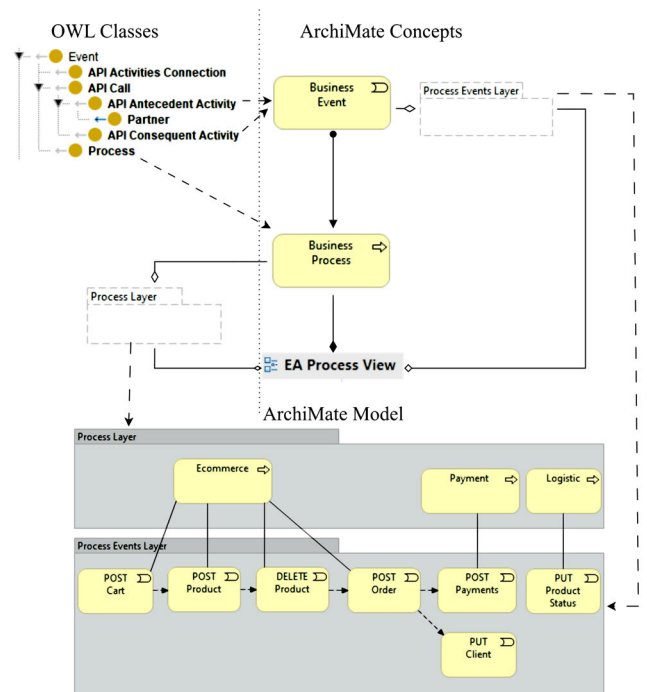 OWL Classes
ArchiMate Concepts
Event
API Activities Connection
API Call
API Antecedent Activity
Partner
API Consequent Activity
Process
Business
Event
Process Events Layer
Business
Process
Process Layer
EA Process View
ArchiMate Model
Process Layer
Ecommerce
Payment
Logistic
Process Events Layer
POST
Cart
POST
Product
DELETE
Product
POST
Order
POST
Payments
PUT
Product
Status
PUT
Client